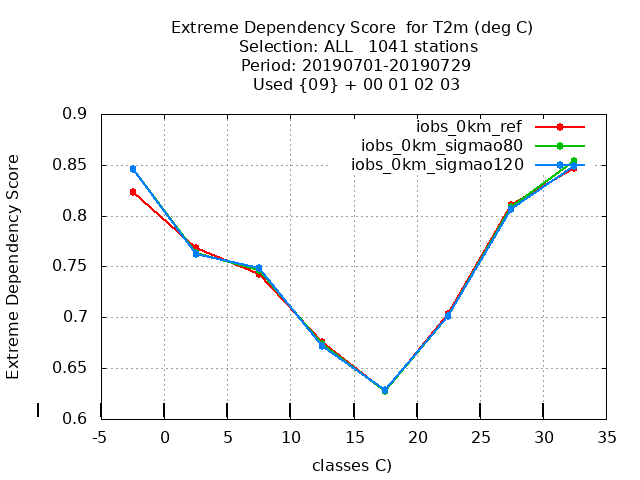 Extreme Dependency Score  for T2m (deg C)
Selection: ALL   1041 stations
Period: 20190701-20190729
Used {09} + 00 01 02 03
iobs_0km_ref
iobs_0km_sigmao80
iobs_0km_sigmao120
Extreme Dependency Score
0.9
0.85
0.8
0.75
0.7
0.65
0.6
-5 0 5 10 15 20 25 30 35
classes C)